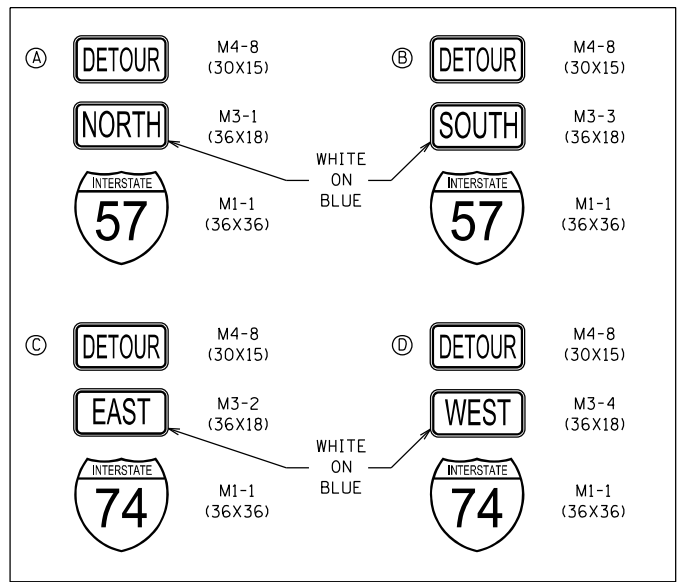 Ⓐ DETOUR M4-8
(30X15)
NORTH M3-1
(36X18)
INTERSTATE
57 M1-1
(36X36)
Ⓑ DETOUR M4-8
(30X15)
SOUTH M3-3
(36X18)
INTERSTATE
57 M1-1
(36X36)
WHITE
ON
BLUE
Ⓒ DETOUR M4-8
(30X15)
EAST M3-2
(36X18)
INTERSTATE
74 M1-1
(36X36)
Ⓓ DETOUR M4-8
(30X15)
WEST M3-4
(36X18)
INTERSTATE
74 M1-1
(36X36)
WHITE
ON
BLUE